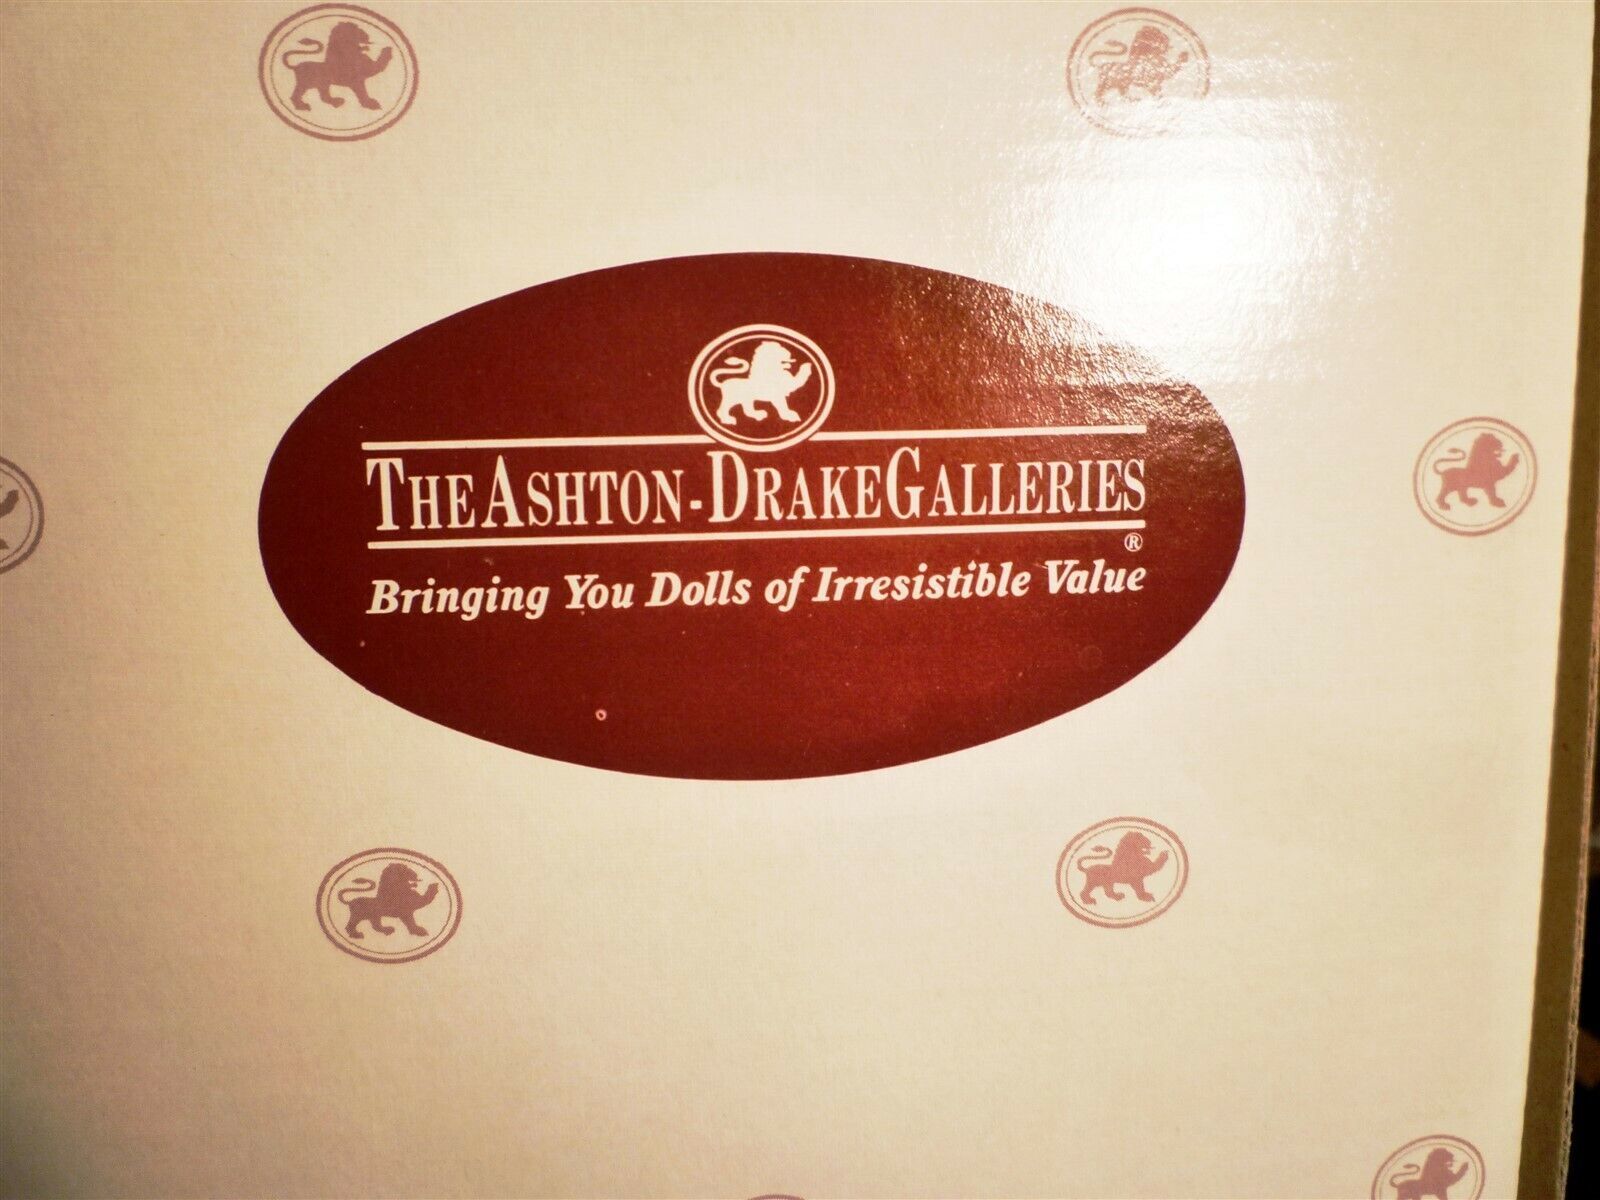 The Ashton-Drake Galleries
®
Bringing You Dolls of Irresistible Value